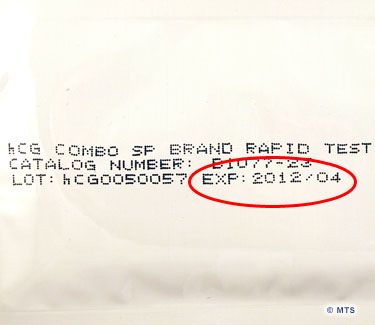 hCG COMBO SP BRAND RAPID TEST
CATALOG NUMBER: B1077-23
LOT: hCG0050057 EXP: 2012/04
© MTS